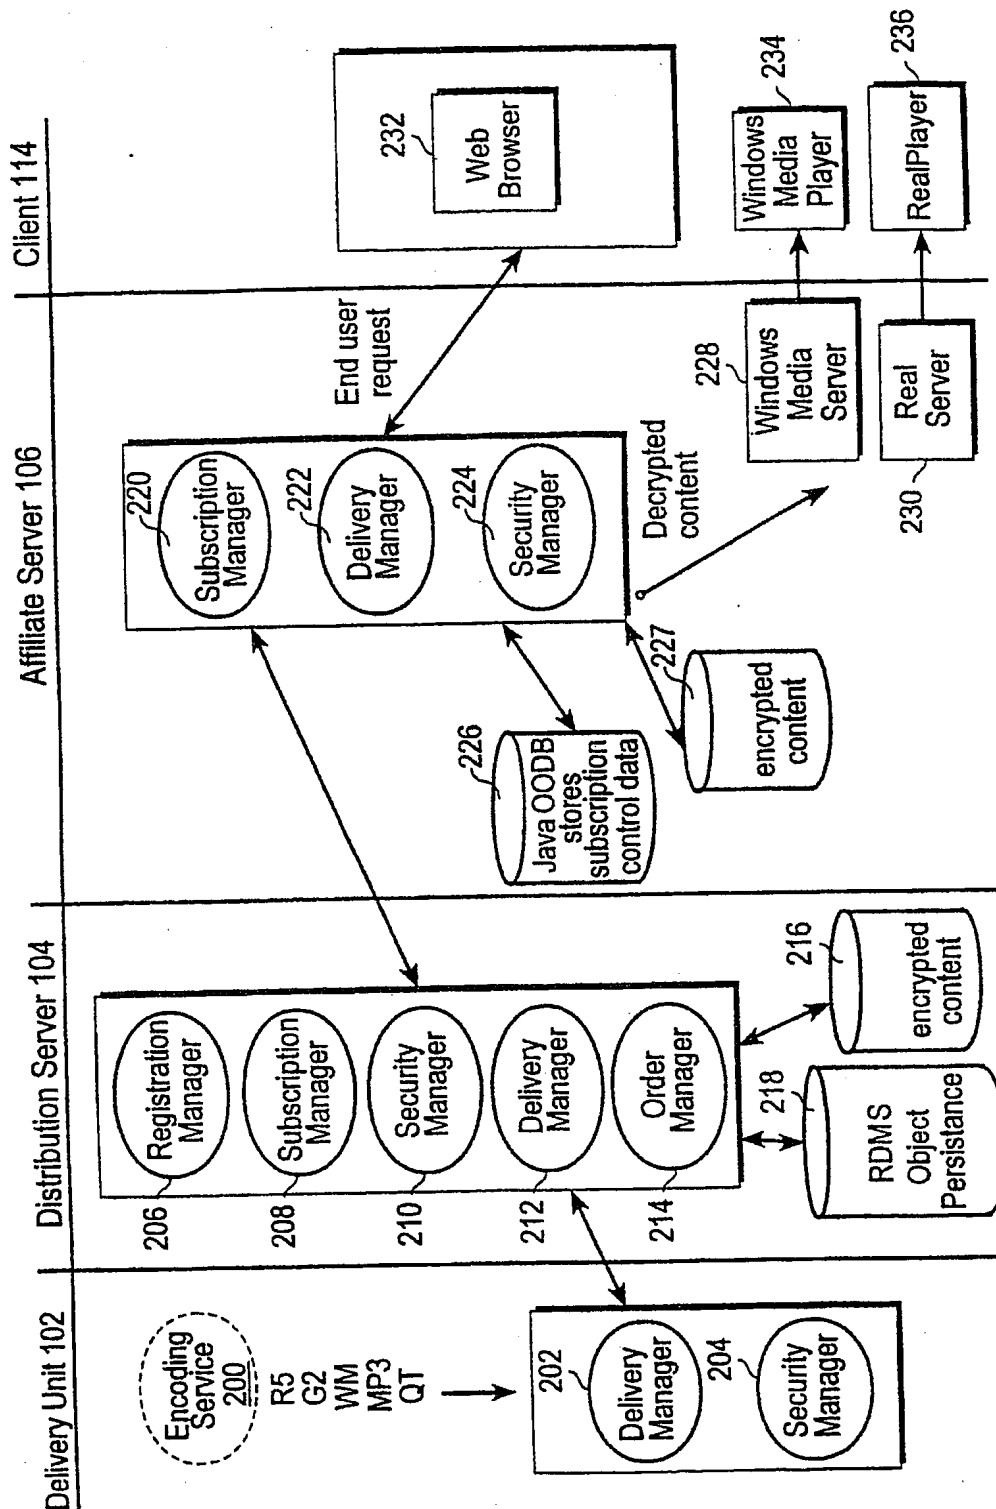 Delivery Unit 102
Encoding
Service
200
R5
G2
WM
MP3
QT
202
Delivery
Manager
204
Security
Manager
Distribution Server 104
206
Registration
Manager
208
Subscription
Manager
210
Security
Manager
212
Delivery
Manager
214
Order
Manager
218
RDMS
Object
Persistance
216
encrypted
content
Affiliate Server 106
220
Subscription
Manager
222
Delivery
Manager
224
Security
Manager
226
Java OODB
stores
subscription
control data
227
encrypted
content
End user
request
Decrypted
content
228
Windows
Media
Server
230
Real
Server
Client 114
232
Web
Browser
234
Windows
Media
Player
236
RealPlayer